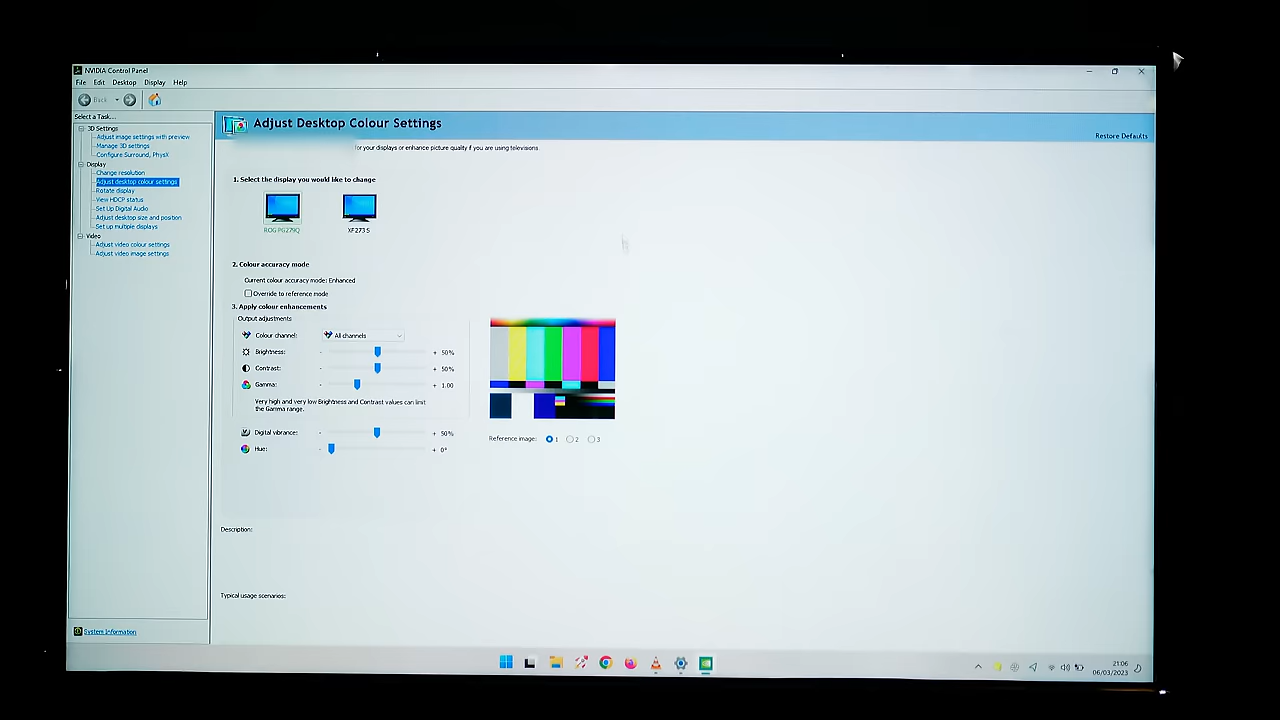 NVIDIA Control Panel
File Edit Desktop Display Help
Back
Select a Task...
3D Settings
Adjust image settings with preview
Manage 3D settings
Configure Surround, PhysX
Display
Change resolution
Adjust desktop colour settings
Rotate display
View HDCP status
Set Up Digital Audio
Adjust desktop size and position
Set up multiple displays
Video
Adjust video colour settings
Adjust video image settings
System Information
Adjust Desktop Colour Settings
Restore Defaults
for your displays or enhance picture quality if you are using televisions.
1. Select the display you would like to change
ROG PG279Q XF273 S
2. Colour accuracy mode
Current colour accuracy mode: Enhanced
Override to reference mode
3. Apply colour enhancements
Output adjustments
Colour channel: All channels
Brightness: - + 50%
Contrast: - + 50%
Gamma: - + 1.00
Very high and very low Brightness and Contrast values can limit
the Gamma range.
Digital vibrance: - + 50%
Hue: - + 0°
Reference image: 1 2 3
Description:
Typical usage scenarios:
21:06
06/03/2023